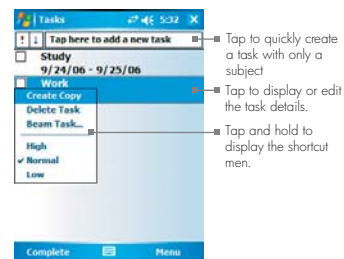 Tasks 5:32
! ↓ Tap here to add a new task
Study
9/24/06 - 9/25/06
Work
Create Copy
Delete Task
Beam Task...
High
Normal
Low
Complete Menu
Tap to quickly create
a task with only a
subject
Tap to display or edit
the task details.
Tap and hold to
display the shortcut
men.